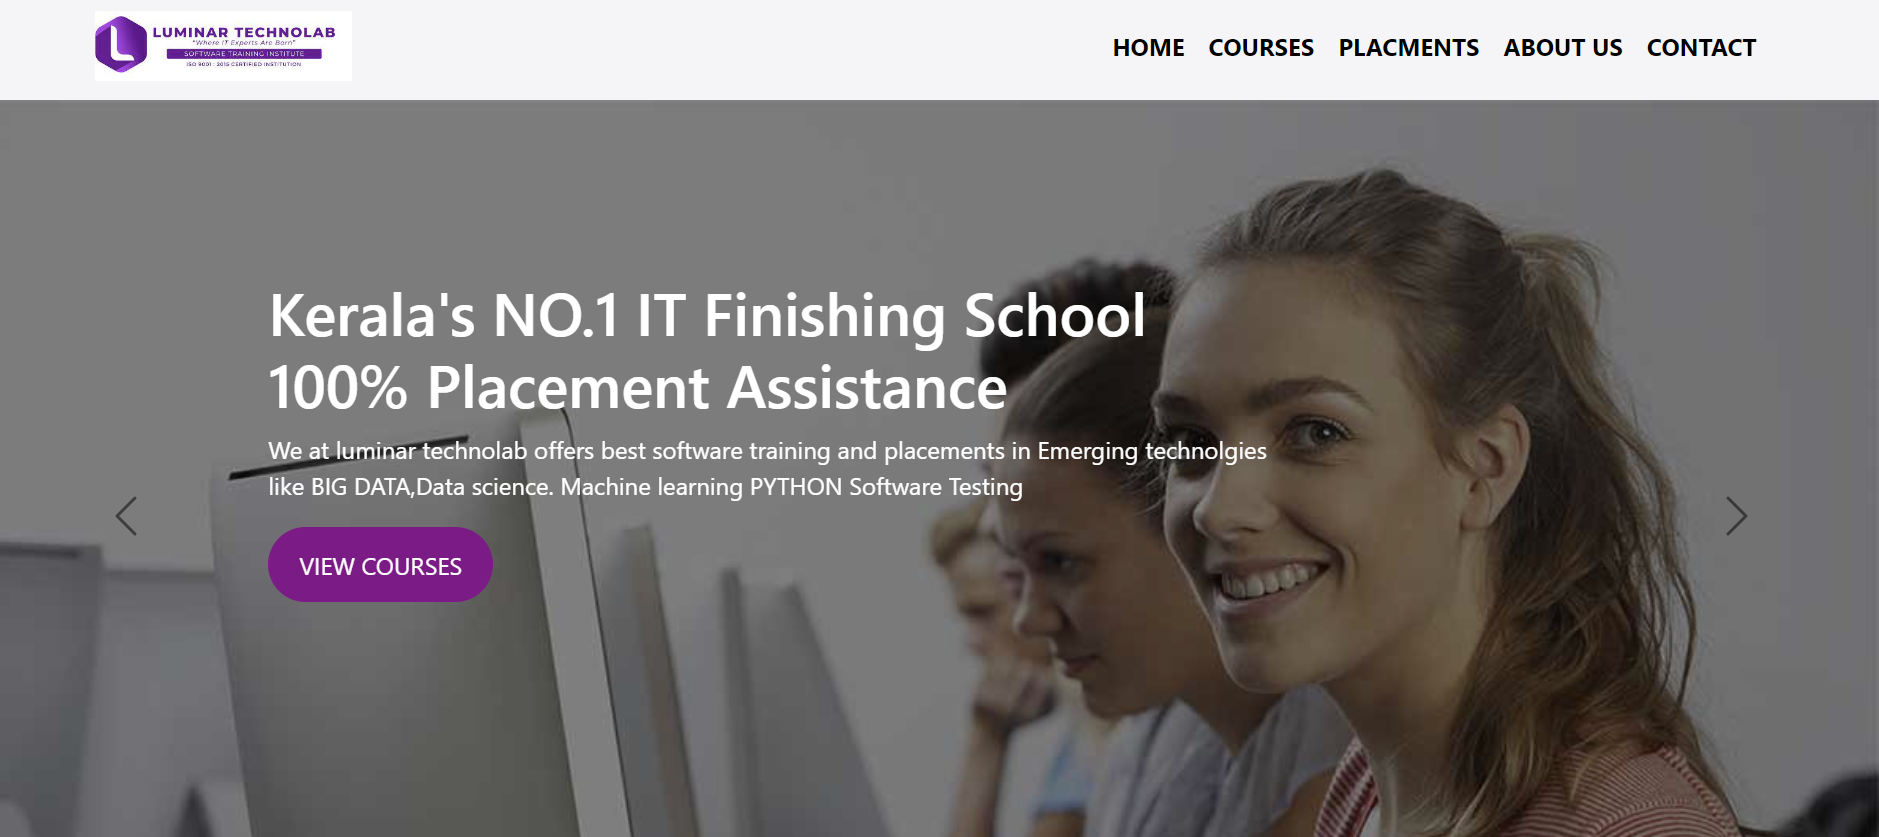 LUMINAR TECHNOLAB
"Where IT Experts Are Born"
SOFTWARE TRAINING INSTITUTE
ISO 9001 : 2015 CERTIFIED INSTITUTION
HOME COURSES PLACMENTS ABOUT US CONTACT
Kerala's NO.1 IT Finishing School
100% Placement Assistance
We at luminar technolab offers best software training and placements in Emerging technolgies
like BIG DATA,Data science. Machine learning PYTHON Software Testing
VIEW COURSES